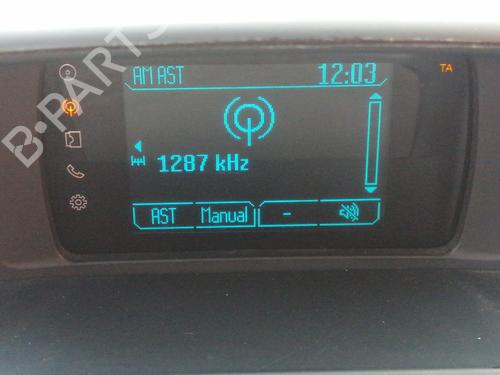 AM AST 12:03
TA
1287 kHz
AST Manual -
B-PARTS